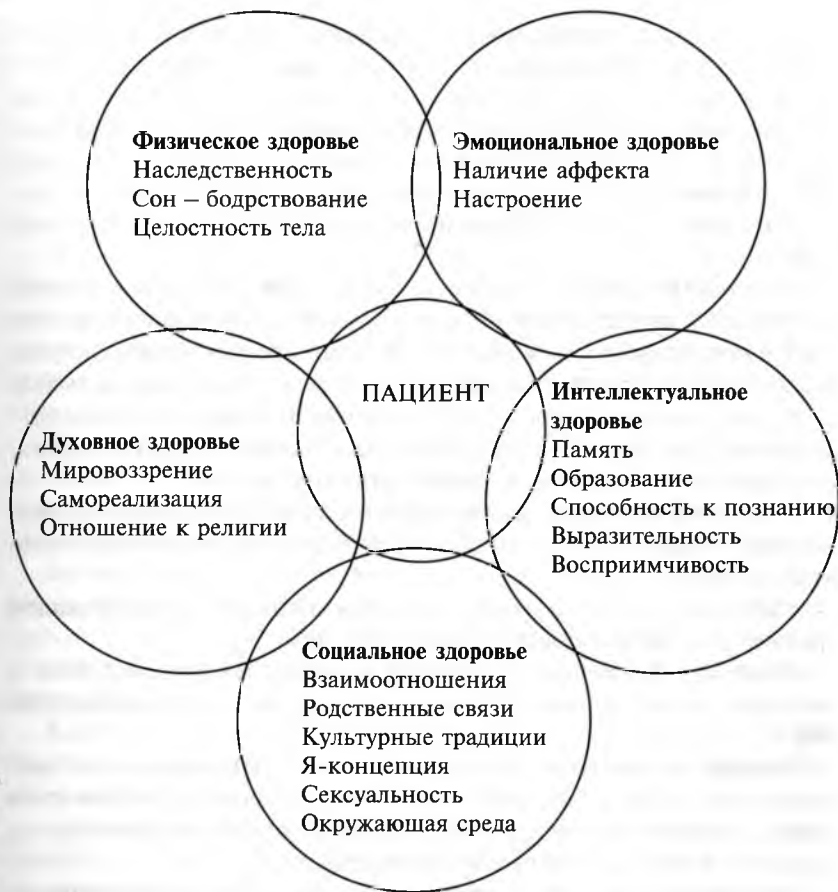 Физическое здоровье
Наследственность
Сон – бодрствование
Целостность тела
Эмоциональное здоровье
Наличие аффекта
Настроение
ПАЦИЕНТ
Духовное здоровье
Мировоззрение
Самореализация
Отношение к религии
Интеллектуальное
здоровье
Память
Образование
Способность к познанию
Выразительность
Восприимчивость
Социальное здоровье
Взаимоотношения
Родственные связи
Культурные традиции
Я-концепция
Сексуальность
Окружающая среда